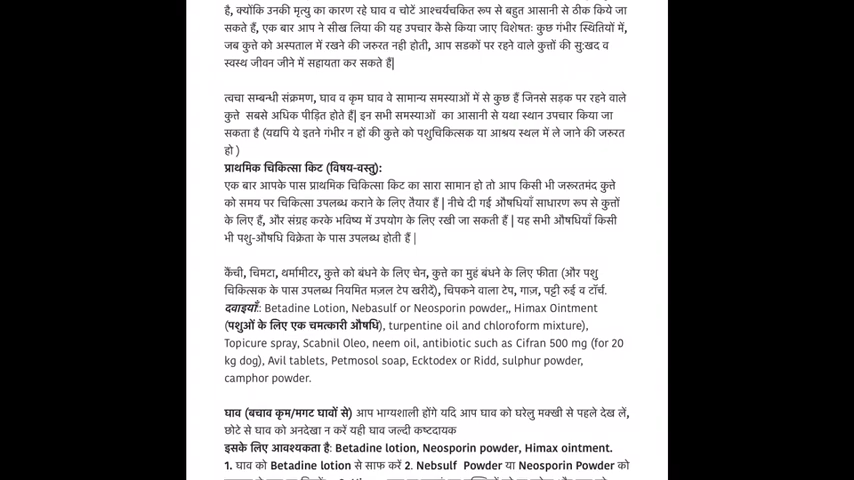 है, क्योंकि उनकी मृत्यु का कारण रहे घाव व चोटें आश्चर्यचकित रूप से बहुत आसानी से ठीक किये जा
सकते हैं, एक बार आप ने सीख लिया की यह उपचार कैसे किया जाए विशेषतः कुछ गंभीर स्थितियों में,
जब कुत्ते को अस्पताल में रखने की जरुरत नही होती, आप सडकों पर रहने वाले कुत्तों की सु:खद व
स्वस्थ जीवन जीने में सहायता कर सकते हैं|
त्वचा सम्बन्धी संक्रमण, घाव व कृम घाव वे सामान्य समस्याओं में से कुछ हैं जिनसे सड़क पर रहने वाले
कुत्ते सबसे अधिक पीड़ित होते हैं| इन सभी समस्याओं का आसानी से यथा स्थान उपचार किया जा
सकता है (यद्यपि ये इतने गंभीर न हों की कुत्ते को पशुचिकित्सक या आश्रय स्थल में ले जाने की जरुरत
हो )
प्राथमिक चिकित्सा किट (विषय-वस्तु):
एक बार आपके पास प्राथमिक चिकित्सा किट का सारा सामान हो तो आप किसी भी जरूरतमंद कुत्ते
को समय पर चिकित्सा उपलब्ध कराने के लिए तैयार हैं | नीचे दी गई औषधियाँ साधारण रूप से कुत्तों
के लिए हैं, और संग्रह करके भविष्य में उपयोग के लिए रखी जा सकती हैं | यह सभी औषधियाँ किसी
भी पशु-औषधि विक्रेता के पास उपलब्ध होती हैं |
कैंची, चिमटा, थर्मामीटर, कुत्ते को बंधने के लिए चेन, कुत्ते का मुहं बंधने के लिए फीता (और पशु
चिकित्सक के पास उपलब्ध नियमित मज़ल टेप खरीदें), चिपकने वाला टेप, गाज़, पट्टी रुई व टॉर्च.
दवाइयाँ: Betadine Lotion, Nebasulf or Neosporin powder,, Himax Ointment
(पशुओं के लिए एक चमत्कारी औषधि), turpentine oil and chloroform mixture),
Topicure spray, Scabnil Oleo, neem oil, antibiotic such as Cifran 500 mg (for 20
kg dog), Avil tablets, Petmosol soap, Ecktodex or Ridd, sulphur powder,
camphor powder.
घाव (बचाव कृम/मगट घावों से) आप भाग्यशाली होंगे यदि आप घाव को घरेलु मक्खी से पहले देख लें,
छोटे से घाव को अनदेखा न करें यही घाव जल्दी कष्टदायक
इसके लिए आवश्यकता है: Betadine lotion, Neosporin powder, Himax ointment.
1. घाव को Betadine lotion से साफ करें 2. Nebsulf Powder या Neosporin Powder को